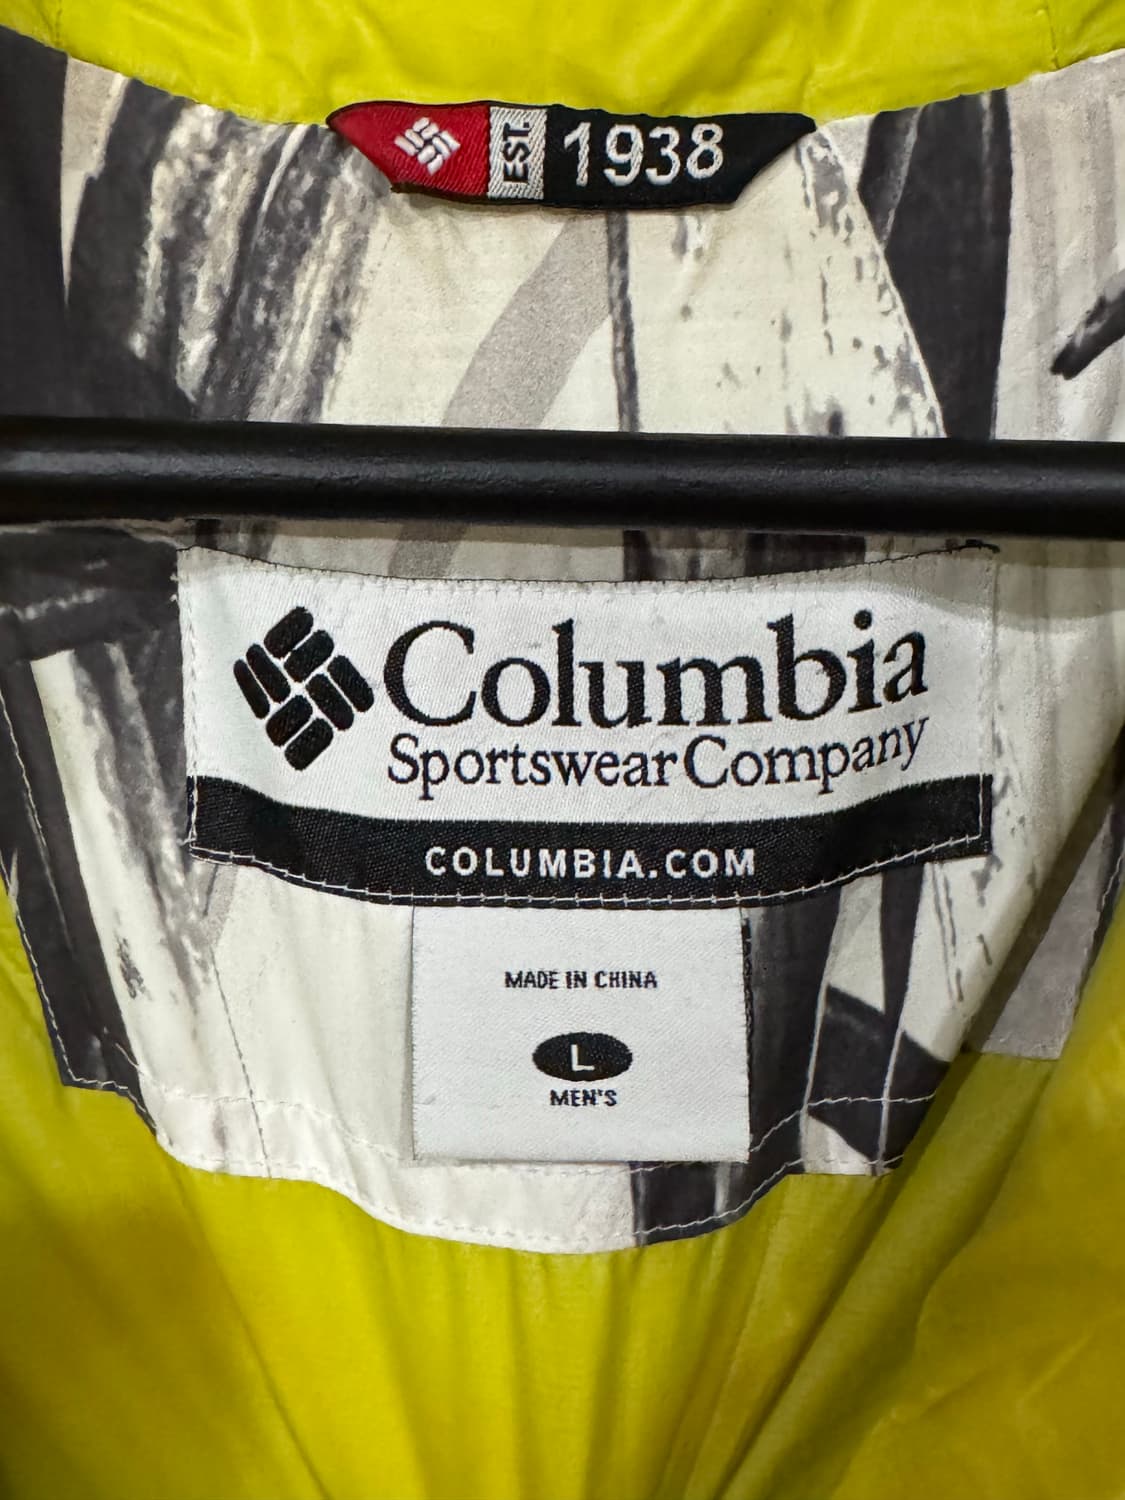 EST. 1938
Columbia
Sportswear Company
COLUMBIA.COM
MADE IN CHINA
L
MEN'S